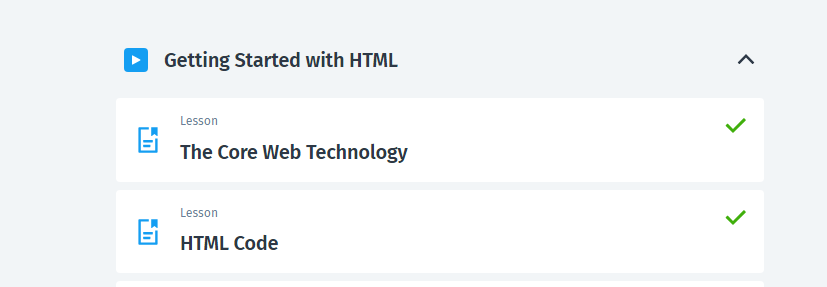 Getting Started with HTML
Lesson
The Core Web Technology
Lesson
HTML Code